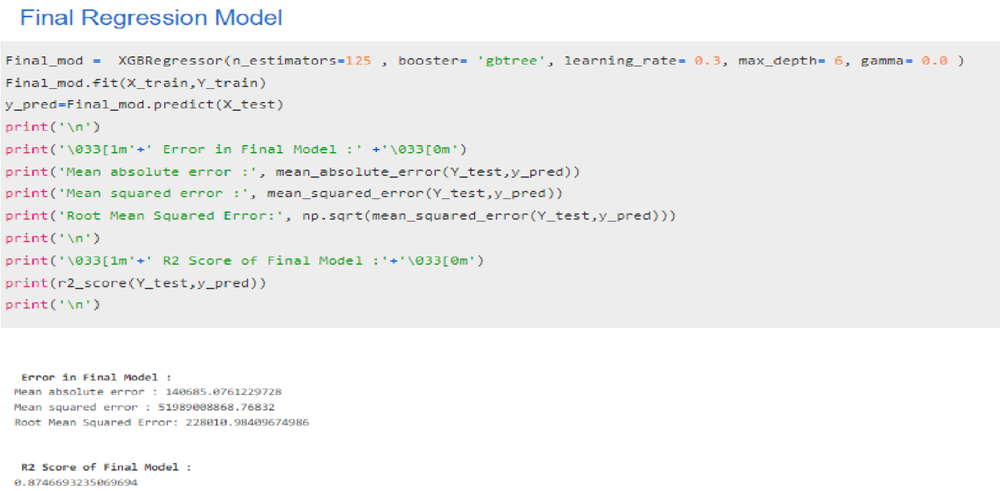 Final Regression Model
Final_mod =  XGBRegressor(n_estimators=125 , booster= 'gbtree', learning_rate= 0.3, max_depth= 6, gamma= 0.0 )
Final_mod.fit(X_train,Y_train)
y_pred=Final_mod.predict(X_test)
print('\n')
print('\033[1m'+' Error in Final Model :' +'\033[0m')
print('Mean absolute error :', mean_absolute_error(Y_test,y_pred))
print('Mean squared error :', mean_squared_error(Y_test,y_pred))
print('Root Mean Squared Error:', np.sqrt(mean_squared_error(Y_test,y_pred)))
print('\n')
print('\033[1m'+' R2 Score of Final Model :'+'\033[0m')
print(r2_score(Y_test,y_pred))
print('\n')
Error in Final Model :
Mean absolute error : 140685.0761229728
Mean squared error : 51989008868.76832
Root Mean Squared Error: 228010.98409674986
R2 Score of Final Model :
0.8746693235069694